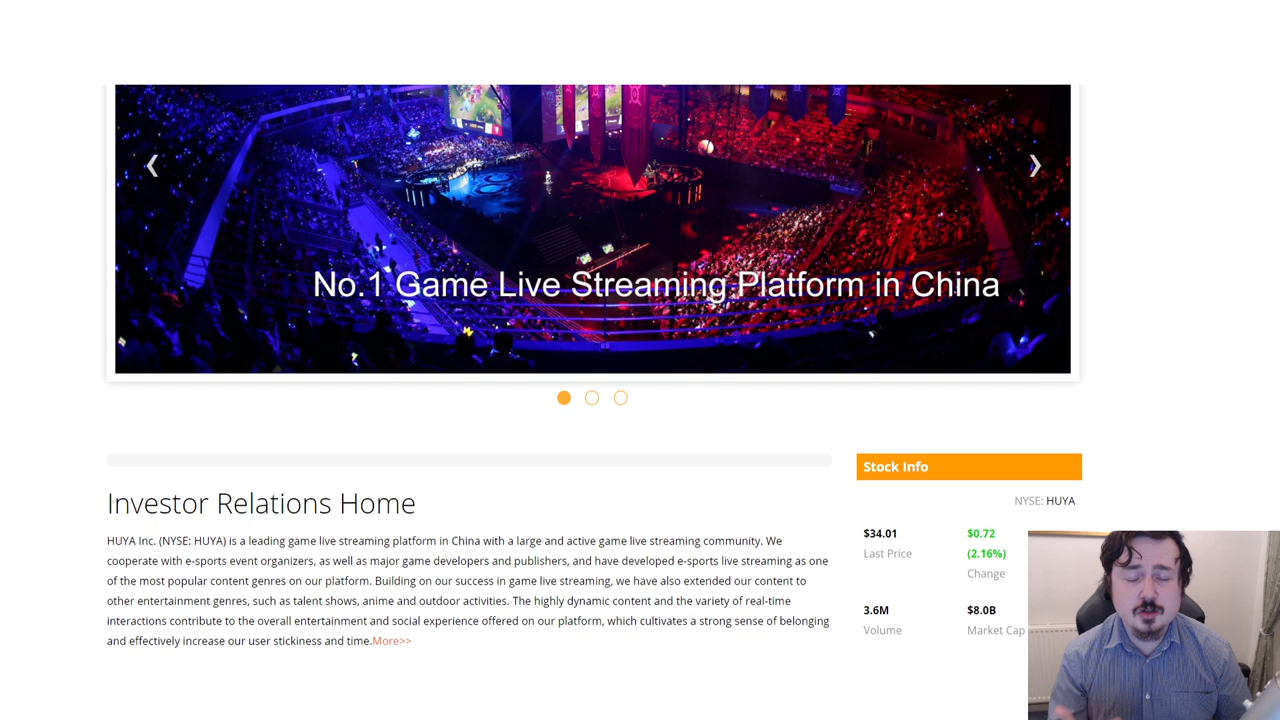 No.1 Game Live Streaming Platform in China
Investor Relations Home
HUYA Inc. (NYSE: HUYA) is a leading game live streaming platform in China with a large and active game live streaming community. We
cooperate with e-sports event organizers, as well as major game developers and publishers, and have developed e-sports live streaming as one
of the most popular content genres on our platform. Building on our success in game live streaming, we have also extended our content to
other entertainment genres, such as talent shows, anime and outdoor activities. The highly dynamic content and the variety of real-time
interactions contribute to the overall entertainment and social experience offered on our platform, which cultivates a strong sense of belonging
and effectively increase our user stickiness and time.More>>
Stock Info
NYSE: HUYA
$34.01 $0.72
Last Price (2.16%)
Change
3.6M $8.0B
Volume Market Cap